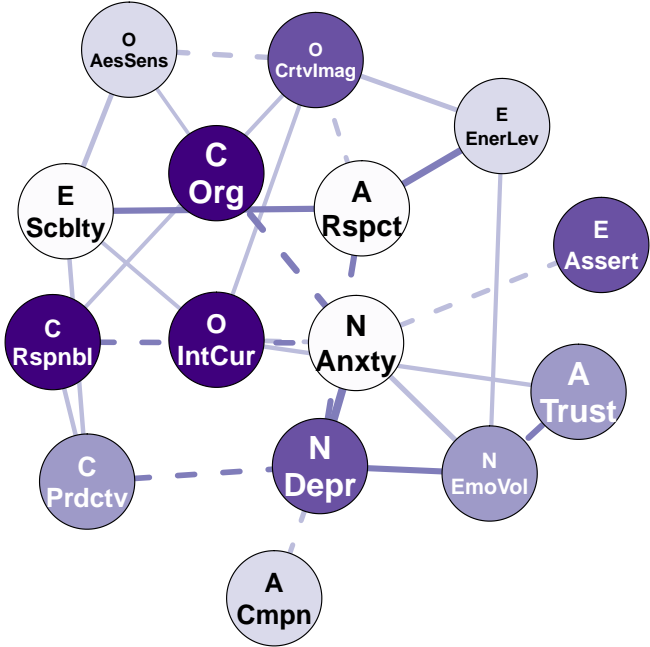 O
AesSens
O
CrtvImag
E
EnerLev
C
Org
E
Scblty
A
Rspct
E
Assert
C
Rspnbl
O
IntCur
N
Anxty
A
Trust
C
Prdctv
N
Depr
N
EmoVol
A
Cmpn